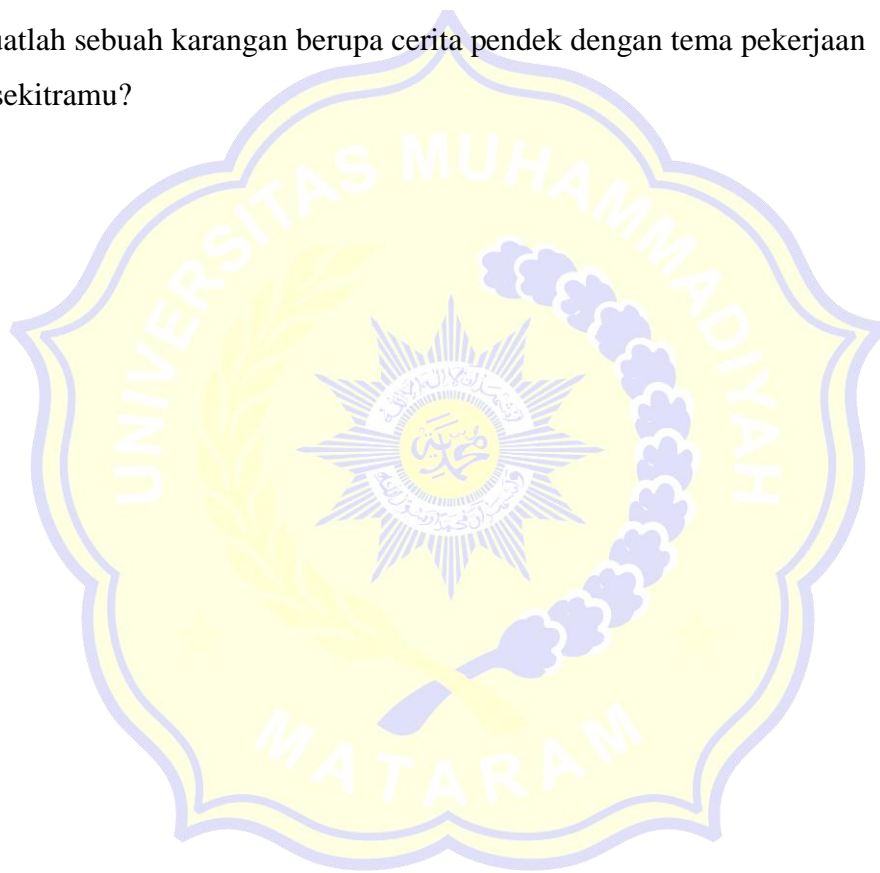 uatlah sebuah karangan berupa cerita pendek dengan tema pekerjaan
sekitramu?
UNIVERSITAS MUHAMMADIYAH
MATARAM